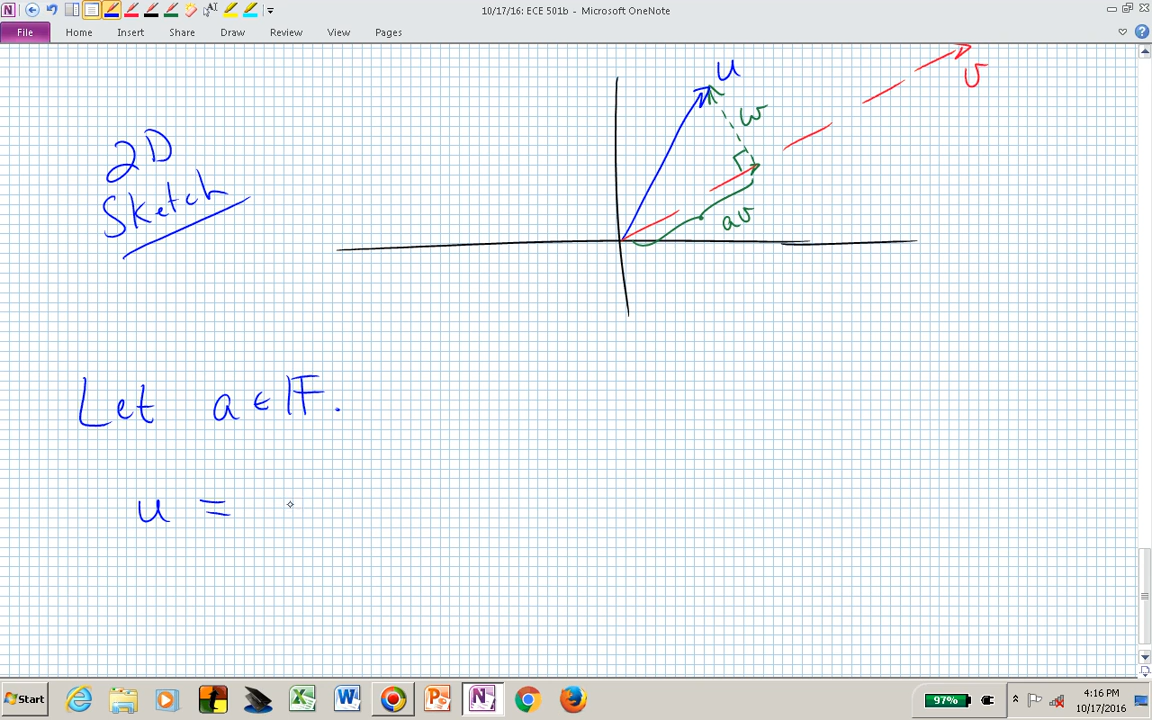 10/17/16: ECE 501b - Microsoft OneNote
File Home Insert Share Draw Review View Pages
u
v
w
av
2D
Sketch
Let a ∈ 𝔽.
u =
Start
97%
4:16 PM
10/17/2016